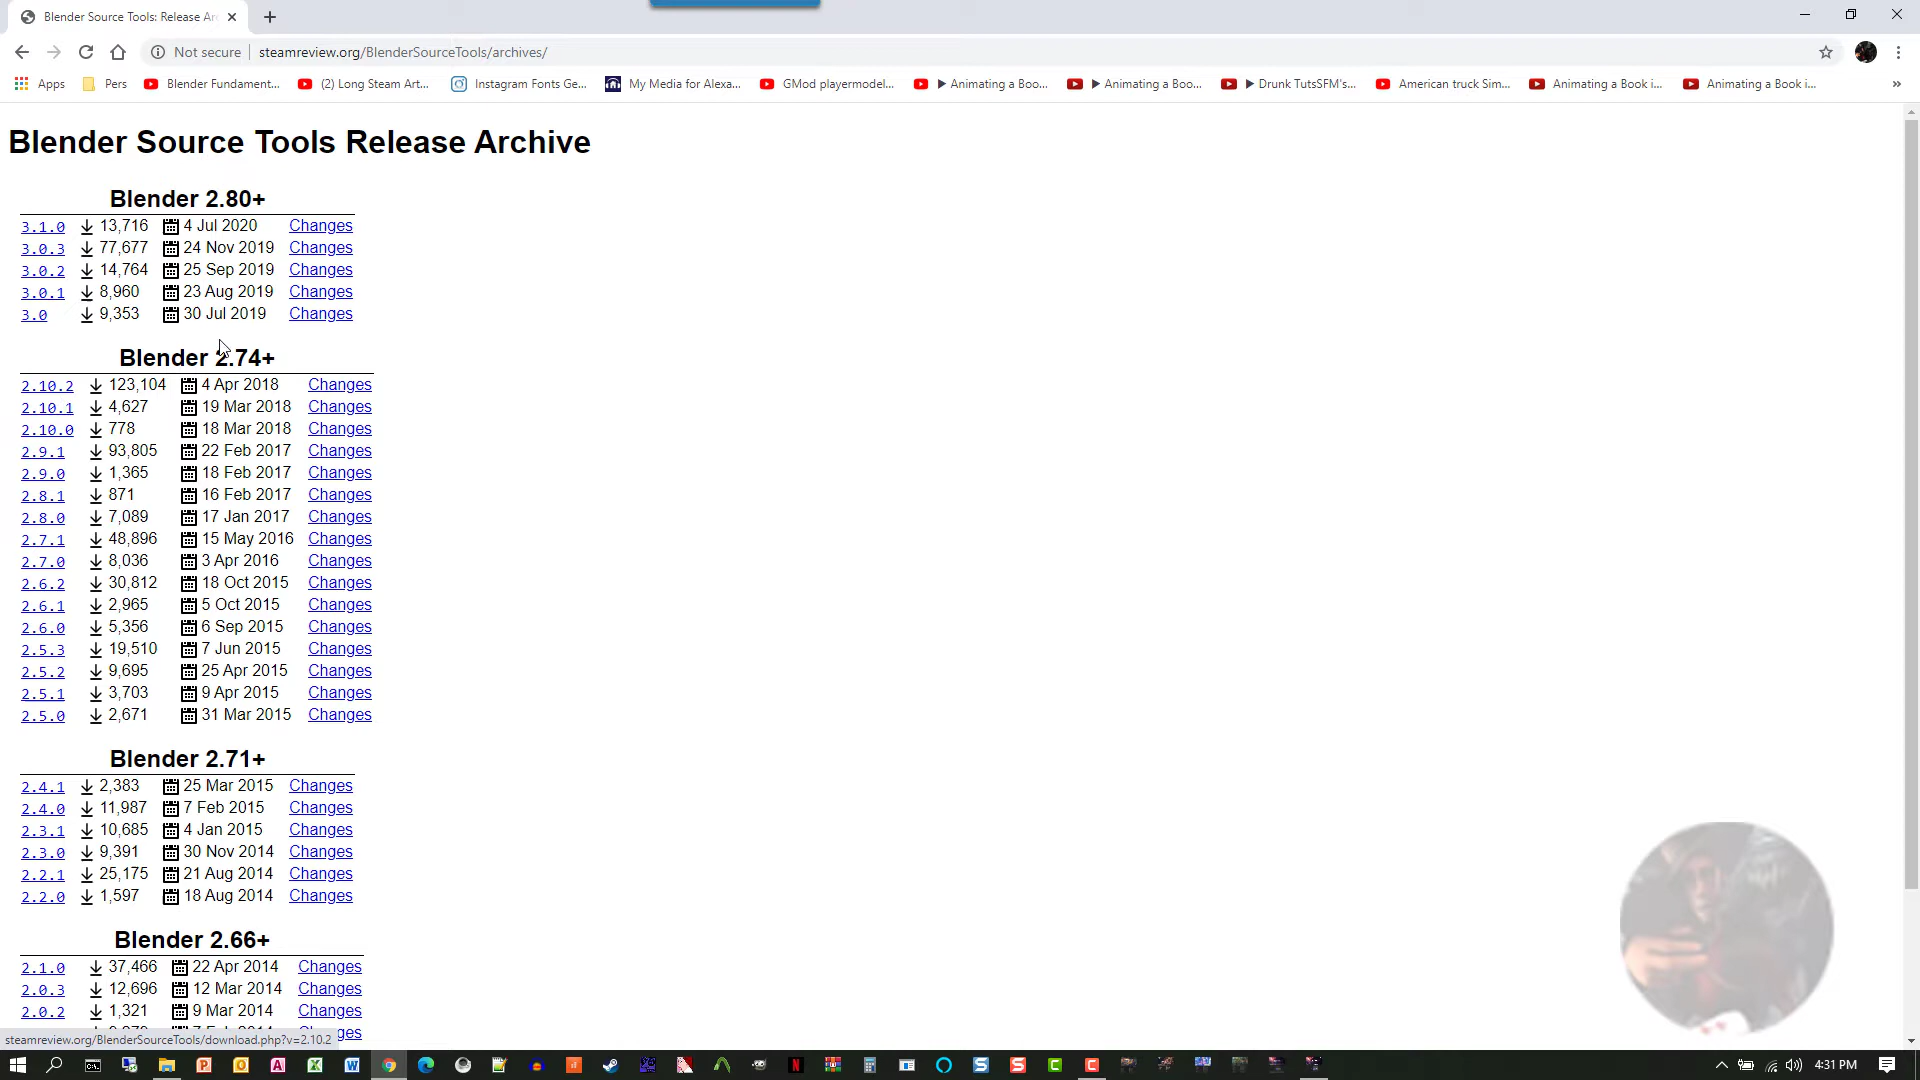 Blender Source Tools: Release Ar
Not secure
steamreview.org/BlenderSourceTools/archives/
Apps
Pers
Blender Fundament...
(2) Long Steam Art...
Instagram Fonts Ge...
My Media for Alexa...
GMod playermodel...
Animating a Boo...
Animating a Boo...
Drunk TutsSFM's...
American truck Sim...
Animating a Book i...
Animating a Book i...
»
Blender Source Tools Release Archive
Blender 2.80+
3.1.0 13,716 4 Jul 2020 Changes
3.0.3 77,677 24 Nov 2019 Changes
3.0.2 14,764 25 Sep 2019 Changes
3.0.1 8,960 23 Aug 2019 Changes
3.0 9,353 30 Jul 2019 Changes
Blender 2.74+
2.10.2 123,104 4 Apr 2018 Changes
2.10.1 4,627 19 Mar 2018 Changes
2.10.0 778 18 Mar 2018 Changes
2.9.1 93,805 22 Feb 2017 Changes
2.9.0 1,365 18 Feb 2017 Changes
2.8.1 871 16 Feb 2017 Changes
2.8.0 7,089 17 Jan 2017 Changes
2.7.1 48,896 15 May 2016 Changes
2.7.0 8,036 3 Apr 2016 Changes
2.6.2 30,812 18 Oct 2015 Changes
2.6.1 2,965 5 Oct 2015 Changes
2.6.0 5,356 6 Sep 2015 Changes
2.5.3 19,510 7 Jun 2015 Changes
2.5.2 9,695 25 Apr 2015 Changes
2.5.1 3,703 9 Apr 2015 Changes
2.5.0 2,671 31 Mar 2015 Changes
Blender 2.71+
2.4.1 2,383 25 Mar 2015 Changes
2.4.0 11,987 7 Feb 2015 Changes
2.3.1 10,685 4 Jan 2015 Changes
2.3.0 9,391 30 Nov 2014 Changes
2.2.1 25,175 21 Aug 2014 Changes
2.2.0 1,597 18 Aug 2014 Changes
Blender 2.66+
2.1.0 37,466 22 Apr 2014 Changes
2.0.3 12,696 12 Mar 2014 Changes
2.0.2 1,321 9 Mar 2014 Changes
Changes
steamreview.org/BlenderSourceTools/download.php?v=2.10.2
4:31 PM